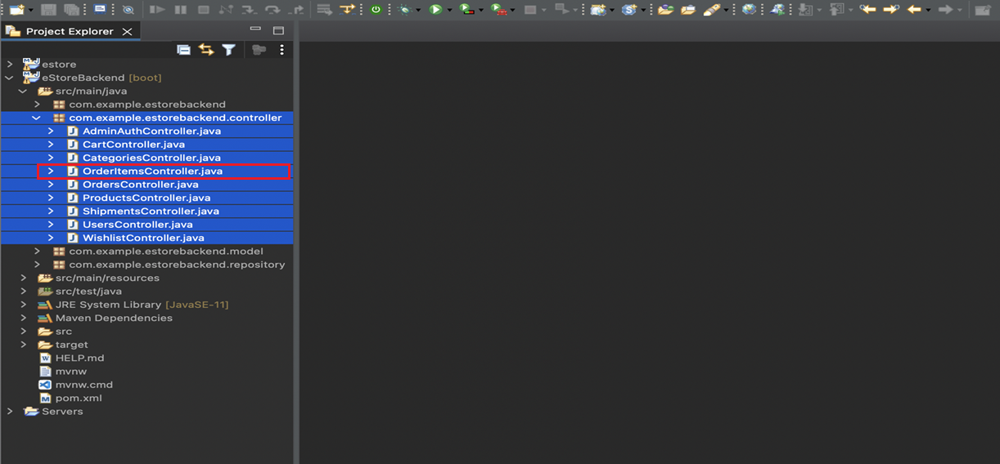 Project Explorer
estore
eStoreBackend [boot]
src/main/java
com.example.estorebackend
com.example.estorebackend.controller
AdminAuthController.java
CartController.java
CategoriesController.java
OrderItemsController.java
OrdersController.java
ProductsController.java
ShipmentsController.java
UsersController.java
WishlistController.java
com.example.estorebackend.model
com.example.estorebackend.repository
src/main/resources
src/test/java
JRE System Library [JavaSE-11]
Maven Dependencies
src
target
HELP.md
mvnw
mvnw.cmd
pom.xml
Servers